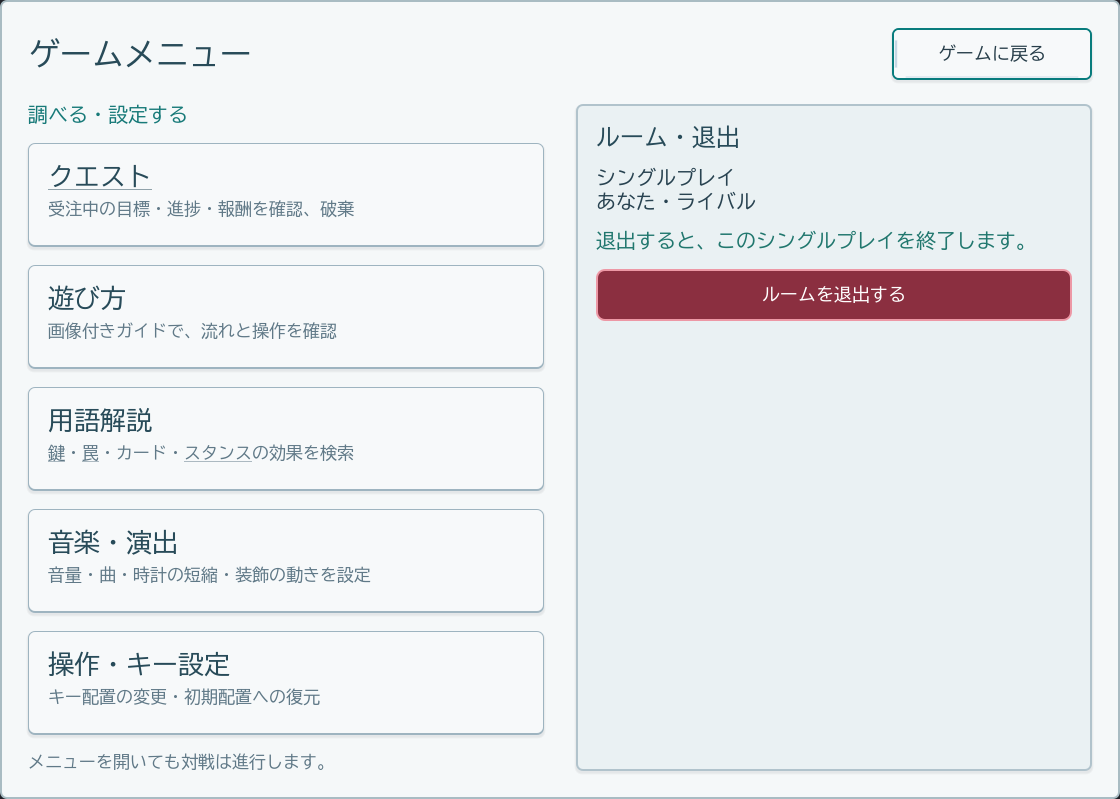 ゲームメニュー
ゲームに戻る
調べる・設定する
クエスト
受注中の目標・進捗・報酬を確認、破棄
遊び方
画像付きガイドで、流れと操作を確認
用語解説
鍵・罠・カード・スタンスの効果を検索
音楽・演出
音量・曲・時計の短縮・装飾の動きを設定
操作・キー設定
キー配置の変更・初期配置への復元
メニューを開いても対戦は進行します。
ルーム・退出
シングルプレイ
あなた・ライバル
退出すると、このシングルプレイを終了します。
ルームを退出する